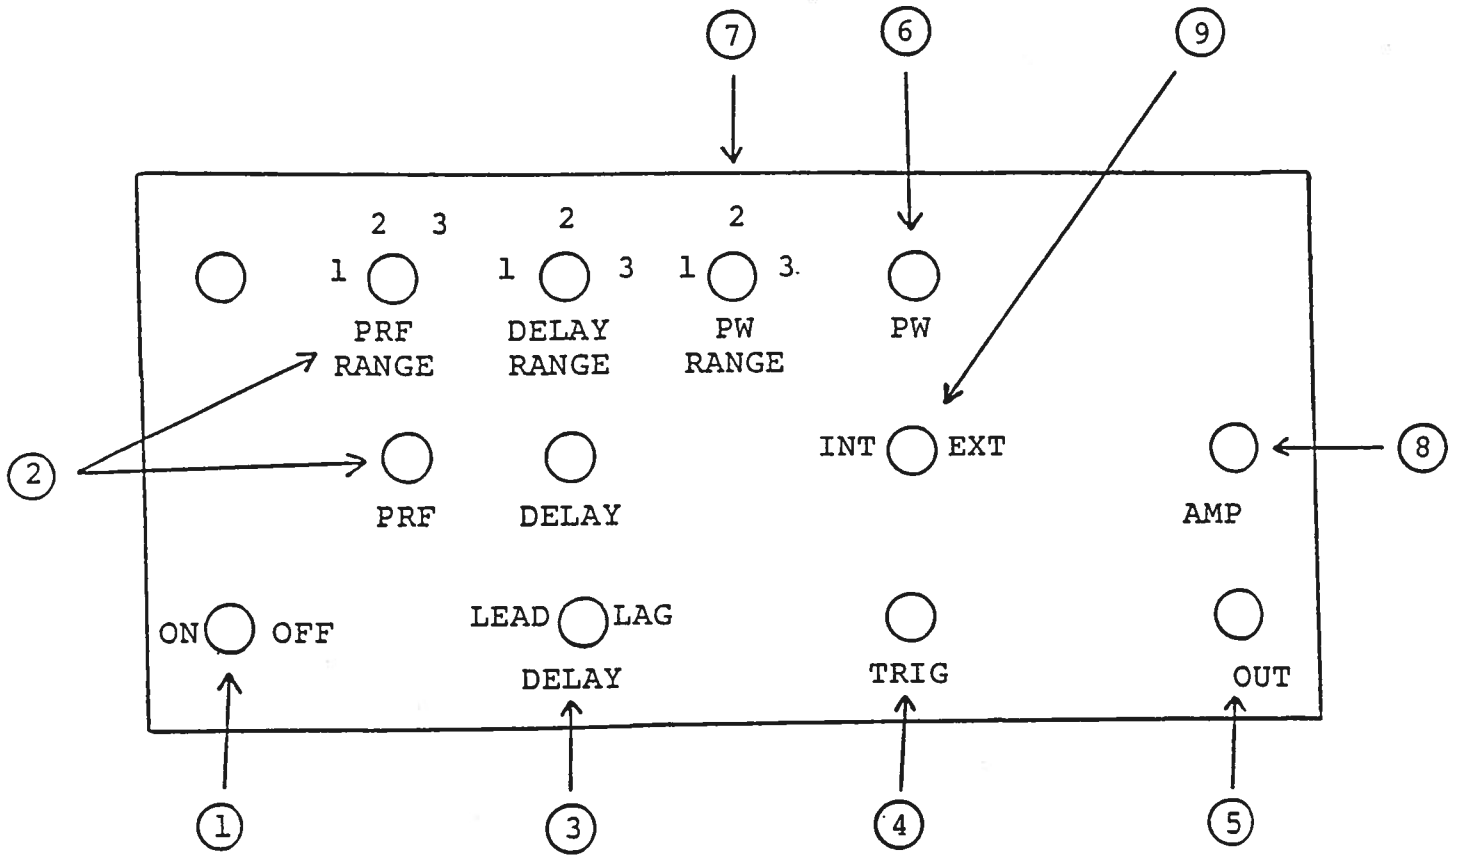 7 6 9
2 3 2 2
1 1 3 1 3.
PRF DELAY PW PW
RANGE RANGE RANGE
INT EXT
2 8
PRF DELAY AMP
ON OFF LEAD LAG
DELAY TRIG OUT
1 3 4 5